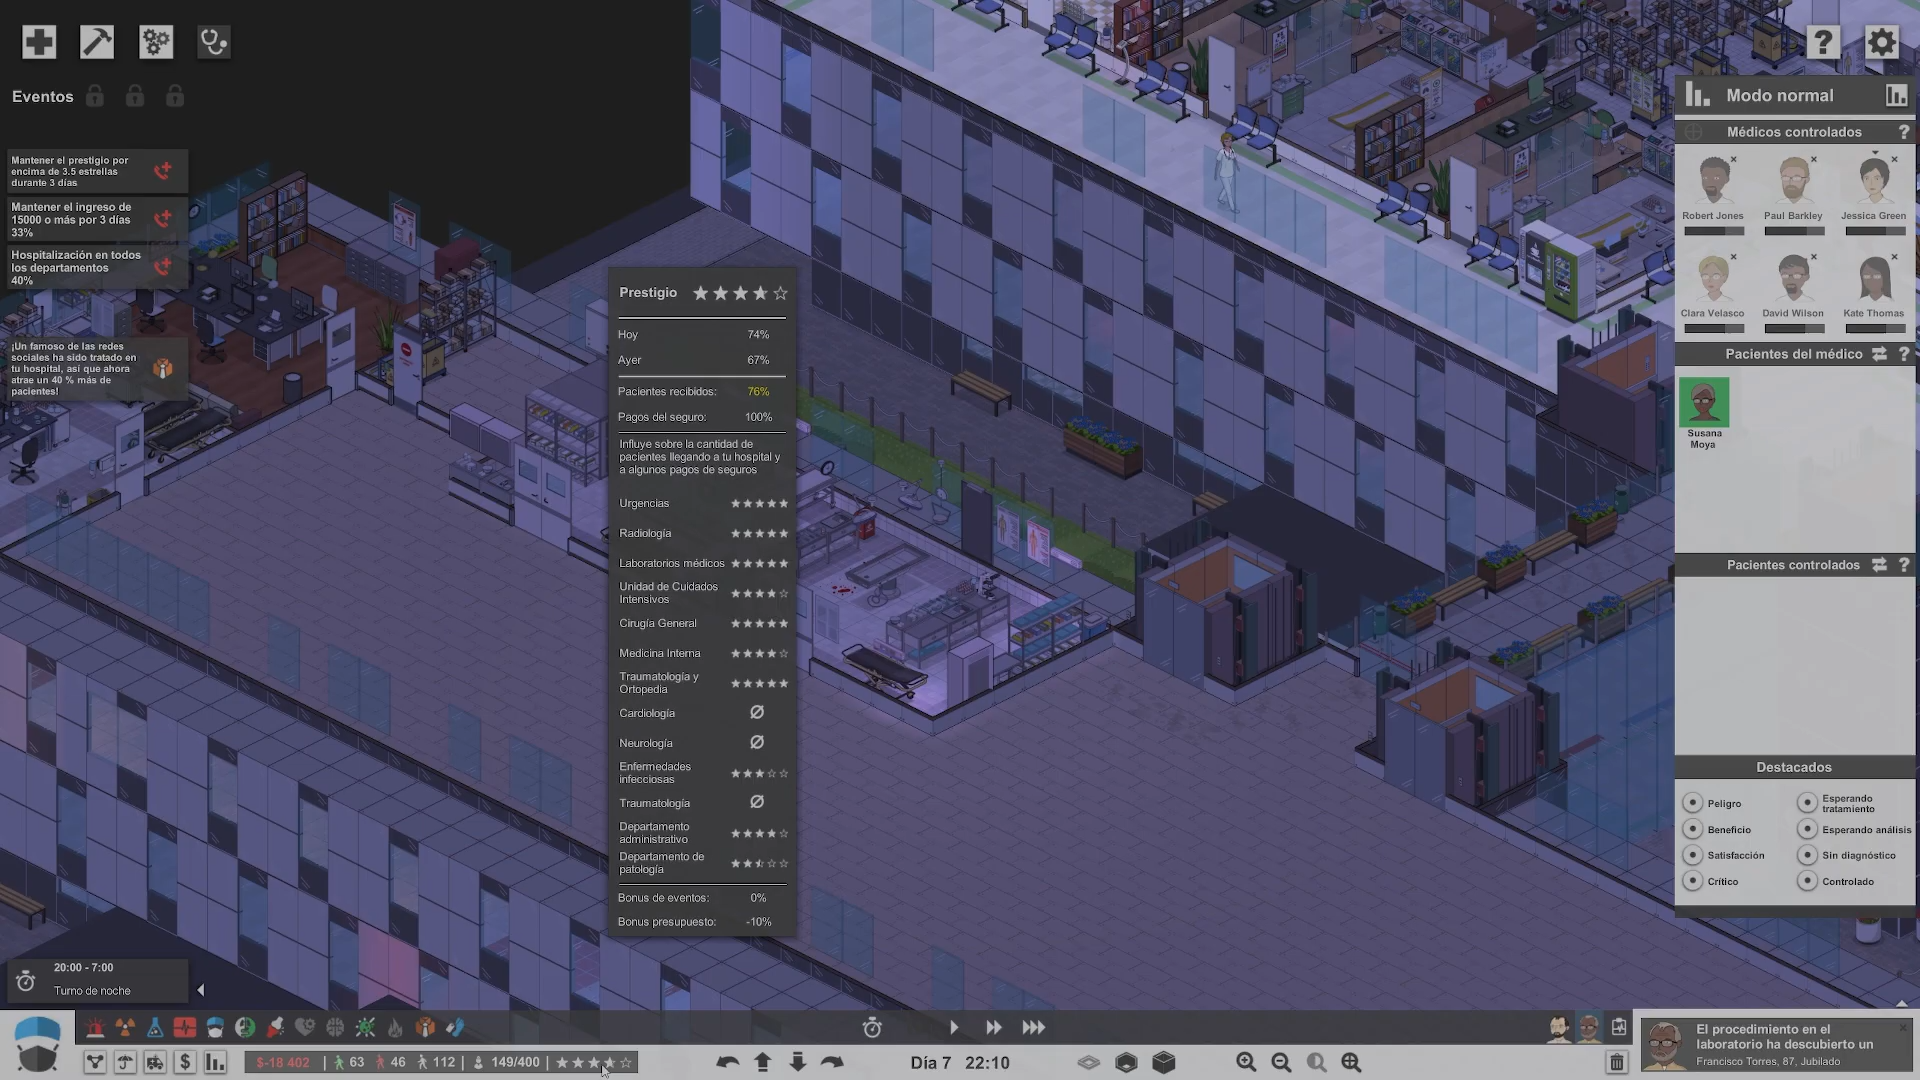 Eventos
Mantener el prestigio por
encima de 3.5 estrellas
durante 3 días
Mantener el ingreso de
15000 o más por 3 días
33%
Hospitalización en todos
los departamentos
40%
¡Un famoso de las redes
sociales ha sido tratado en
tu hospital, así que ahora
atrae un 40 % más de
pacientes!
Prestigio
Hoy 74%
Ayer 67%
Pacientes recibidos: 76%
Pagos del seguro: 100%
Influye sobre la cantidad de
pacientes llegando a tu hospital y
a algunos pagos de seguros
Urgencias
Radiología
Laboratorios médicos
Unidad de Cuidados
Intensivos
Cirugía General
Medicina Interna
Traumatología y
Ortopedia
Cardiología
Neurología
Enfermedades
infecciosas
Traumatología
Departamento
administrativo
Departamento de
patología
Bonus de eventos: 0%
Bonus presupuesto: -10%
?
Modo normal
Médicos controlados ?
Robert Jones Paul Barkley Jessica Green
Clara Velasco David Wilson Kate Thomas
Pacientes del médico ?
Susana
Moya
Pacientes controlados ?
Destacados
Peligro
Esperando
tratamiento
Beneficio
Esperando análisis
Satisfacción
Sin diagnóstico
Crítico
Controlado
20:00 - 7:00
Turno de noche
$-18 402 | 63 46 112 | 149/400 |
Día 7 22:10
El procedimiento en el
laboratorio ha descubierto un
Francisco Torres, 87, Jubilado